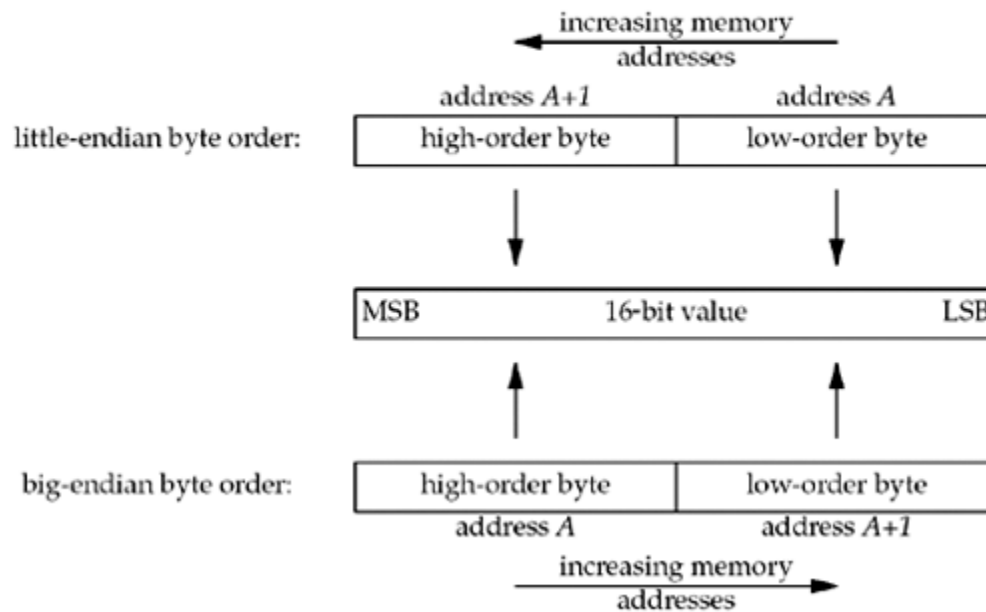 increasing memory
addresses
address A+1 address A
little-endian byte order: high-order byte low-order byte
MSB 16-bit value LSB
big-endian byte order: high-order byte low-order byte
address A address A+1
increasing memory
addresses